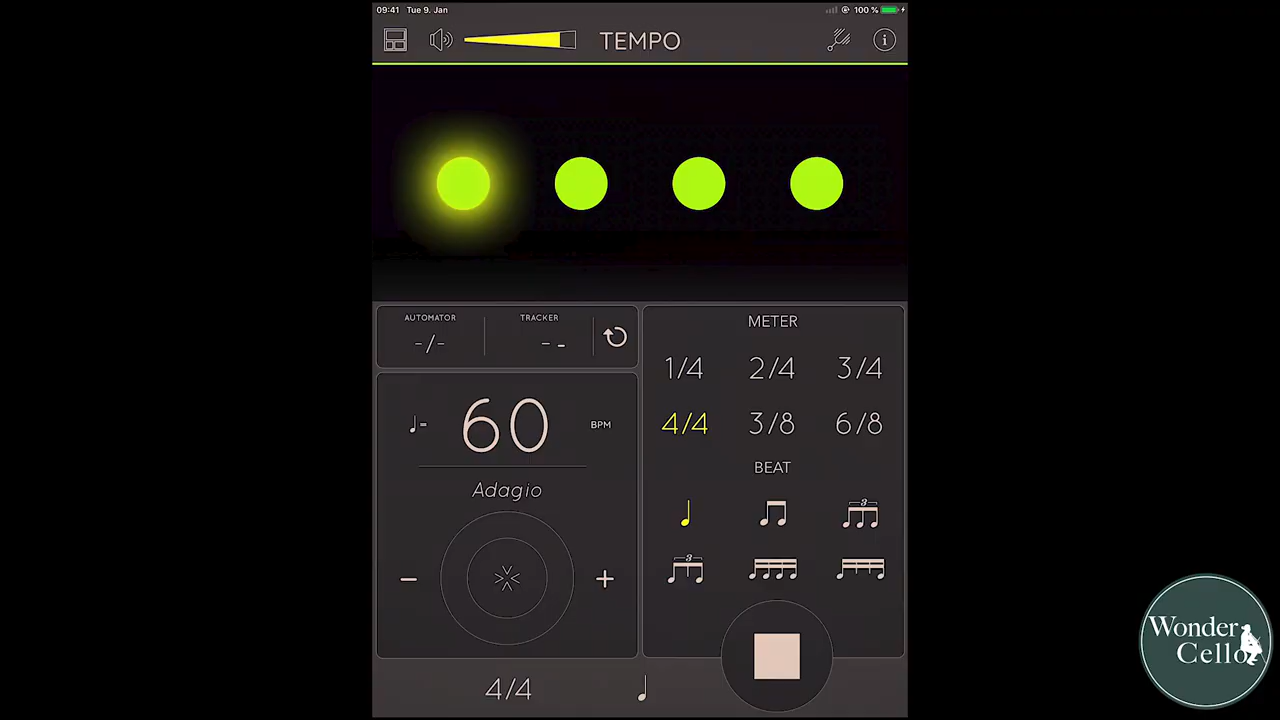 09:41 Tue 9. Jan 100 %
TEMPO
AUTOMATOR
-/-
TRACKER
- -
METER
1/4 2/4 3/4
4/4 3/8 6/8
BEAT
3
3
♩= 60 BPM
Adagio
− +
4/4
Wonder
Cello